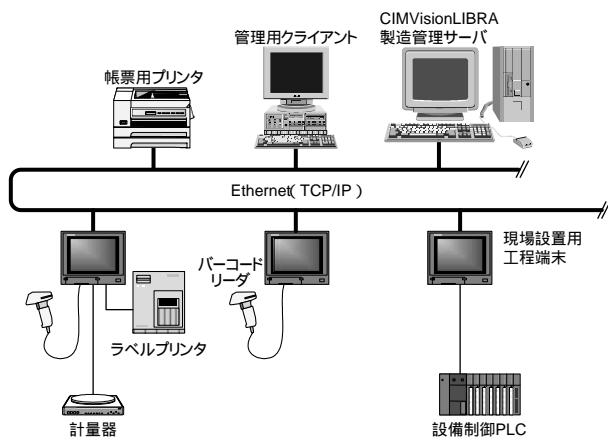 CIMVisionLIBRA
製造管理サーバ
管理用クライアント
帳票用プリンタ
Ethernet( TCP/IP )
バーコード
リーダ
現場設置用
工程端末
ラベルプリンタ
計量器
設備制御PLC